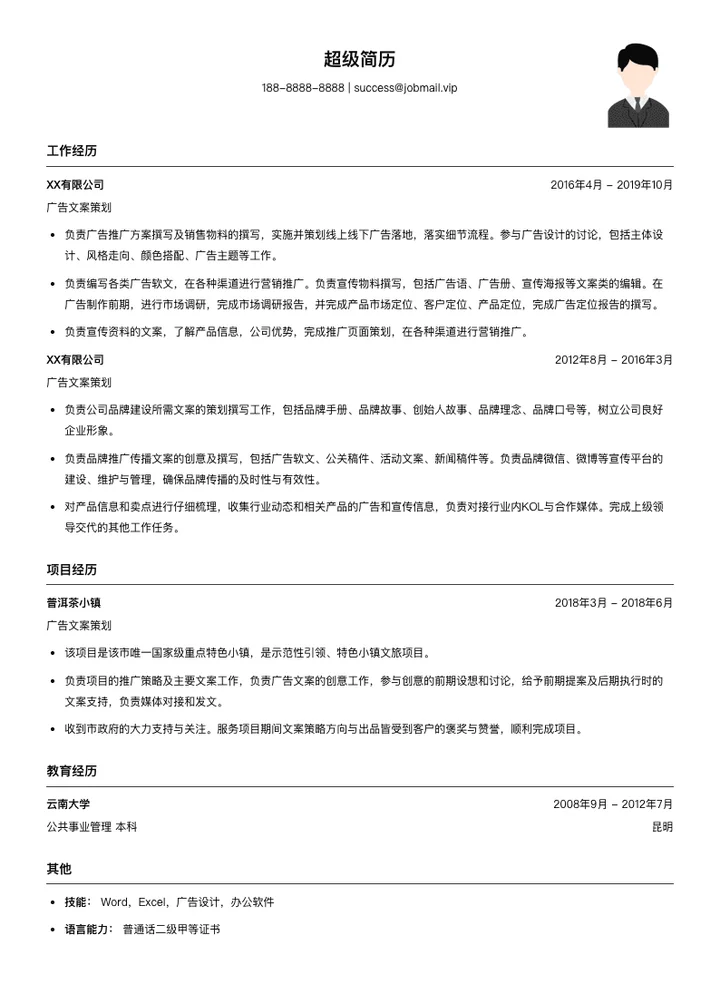 超级简历
188-8888-8888 | success@jobmail.vip
工作经历
XX有限公司 2016年4月 – 2019年10月
广告文案策划
• 负责广告推广方案撰写及销售物料的撰写，实施并策划线上线下广告落地，落实细节流程。参与广告设计的讨论，包括主体设
计、风格走向、颜色搭配、广告主题等工作。
• 负责编写各类广告软文，在各种渠道进行营销推广。负责宣传物料撰写，包括广告语、广告册、宣传海报等文案类的编辑。在
广告制作前期，进行市场调研，完成市场调研报告，并完成产品市场定位、客户定位、产品定位，完成广告定位报告的撰写。
• 负责宣传资料的文案，了解产品信息，公司优势，完成推广页面策划，在各种渠道进行营销推广。
XX有限公司 2012年8月 – 2016年3月
广告文案策划
• 负责公司品牌建设所需文案的策划撰写工作，包括品牌手册、品牌故事、创始人故事、品牌理念、品牌口号等，树立公司良好
企业形象。
• 负责品牌推广传播文案的创意及撰写，包括广告软文、公关稿件、活动文案、新闻稿件等。负责品牌微信、微博等宣传平台的
建设、维护与管理，确保品牌传播的及时性与有效性。
• 对产品信息和卖点进行仔细梳理，收集行业动态和相关产品的广告和宣传信息，负责对接行业内KOL与合作媒体。完成上级领
导交代的其他工作任务。
项目经历
普洱茶小镇 2018年3月 – 2018年6月
广告文案策划
• 该项目是该市唯一国家级重点特色小镇，是示范性引领、特色小镇文旅项目。
• 负责项目的推广策略及主要文案工作，负责广告文案的创意工作，参与创意的前期设想和讨论，给予前期提案及后期执行时的
文案支持，负责媒体对接和发文。
• 收到市政府的大力支持与关注。服务项目期间文案策略方向与出品皆受到客户的褒奖与赞誉，顺利完成项目。
教育经历
云南大学 2008年9月 – 2012年7月
公共事业管理 本科 昆明
其他
• 技能： Word，Excel，广告设计，办公软件
• 语言能力： 普通话二级甲等证书